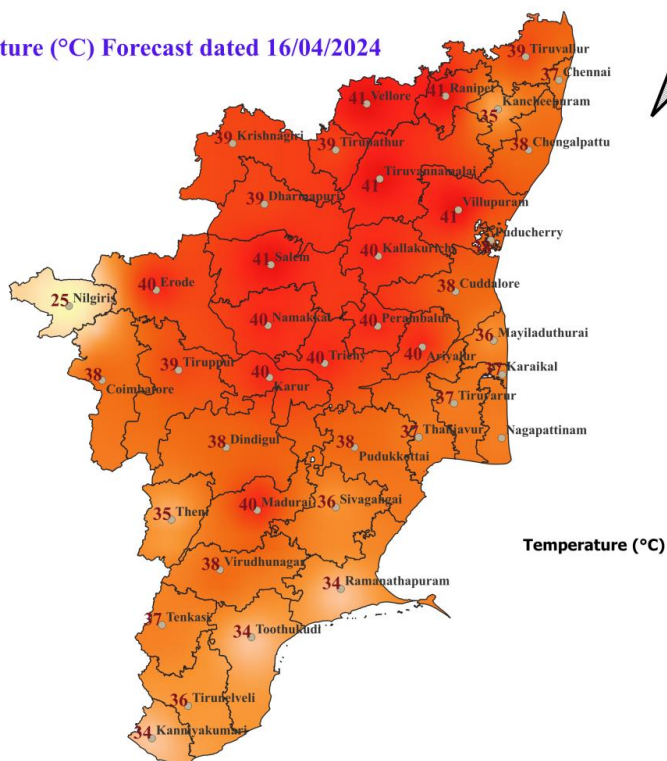 ture (°C) Forecast dated 16/04/2024
39 Tiruvallur
37 Chennai
41 Vellore
41 Ranipet
Kancheepuram
35
39 Krishnagiri
39 Tirupathur
38 Chengalpattu
Tiruvannamalai
41
39 Dharmapuri
Villupuram
41
Puducherry
40 Kallakurichi
41 Salem
40 Erode
38 Cuddalore
25 Nilgiris
40 Namakkal
40 Perambalur
36 Mayiladuthurai
40 Ariyalur
39 Tiruppur
40 Trichy
37 Karaikal
38
Coimbatore
40
Karur
37 Tiruvarur
37 Thanjavur
Nagapattinam
38 Dindigul
38
Pudukkottai
40 Madurai
36 Sivagangai
35 Theni
Temperature (°C)
38 Virudhunagar
34 Ramanathapuram
37 Tenkasi
34 Toothukudi
36 Tirunelveli
34 Kanniyakumari